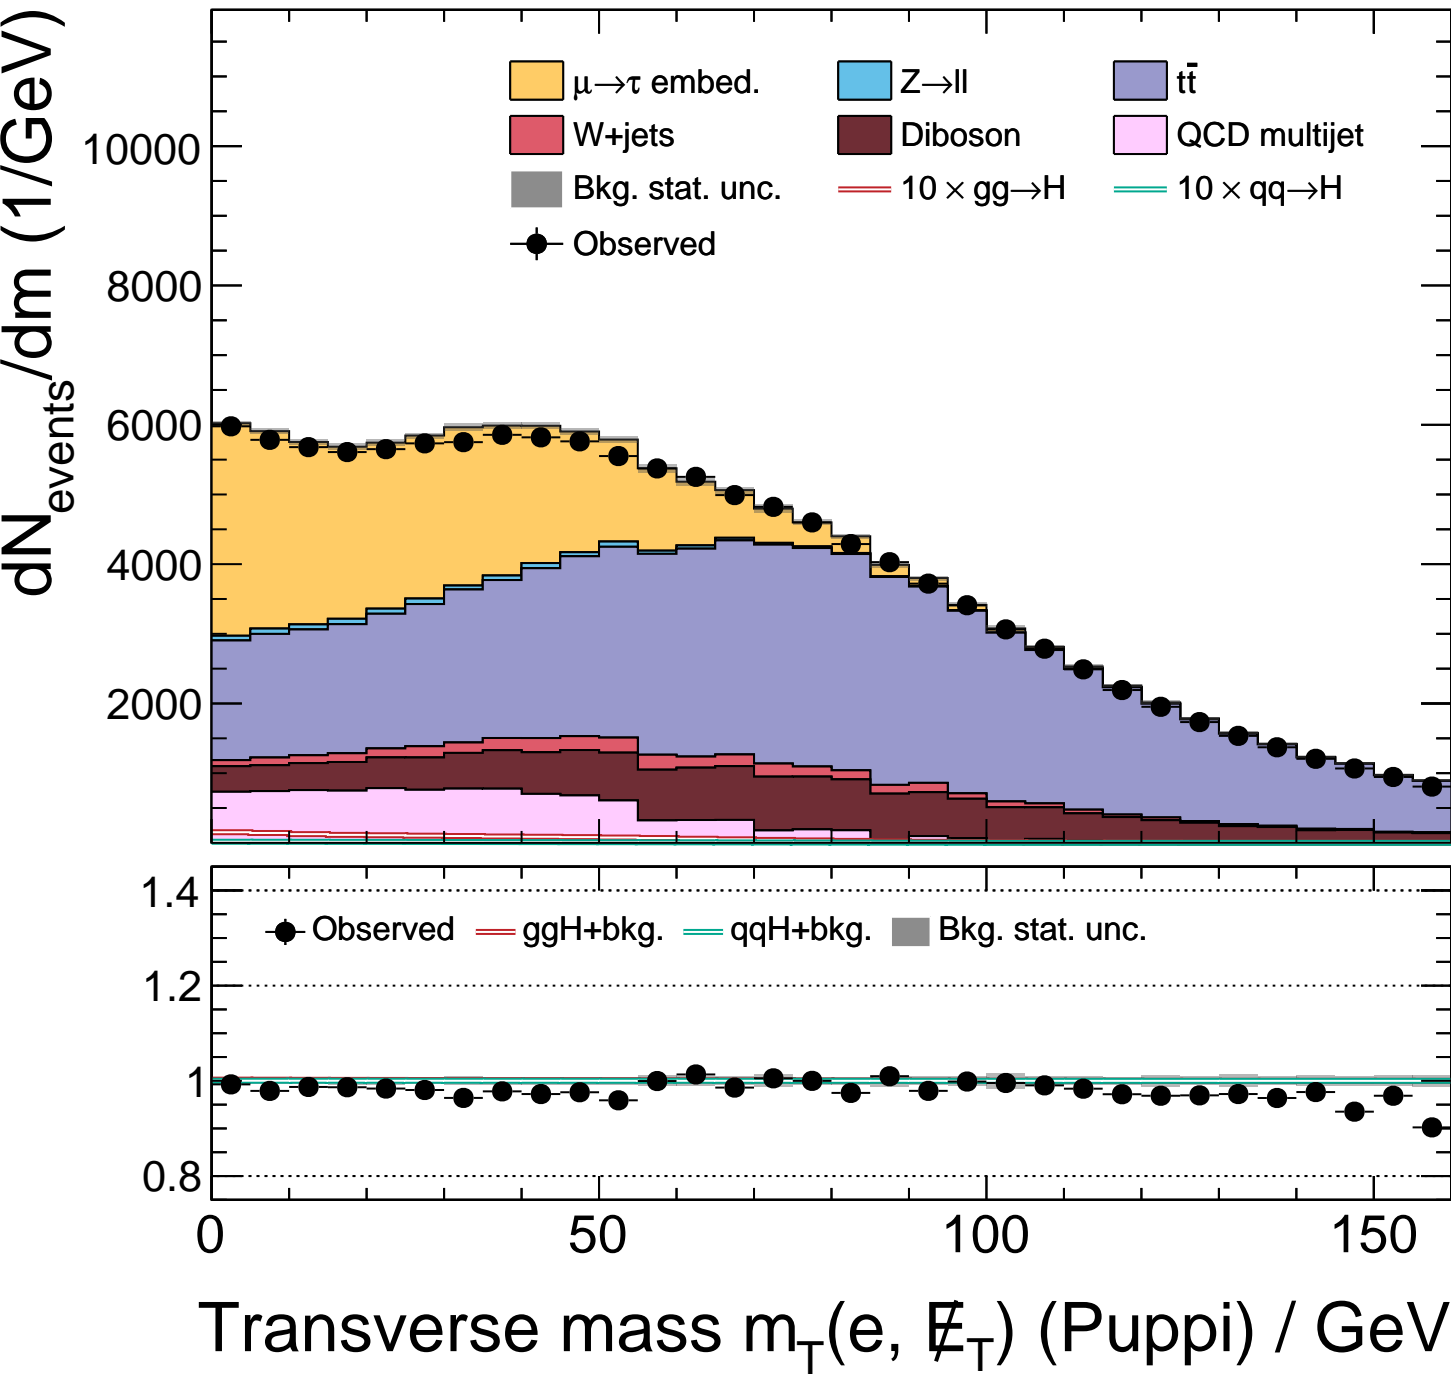 dN_events/dm (1/GeV)
μ→τ embed. Z→ll tt̄
W+jets Diboson QCD multijet
Bkg. stat. unc. 10 × gg→H 10 × qq→H
Observed
10000
8000
6000
4000
2000
1.4
Observed ggH+bkg. qqH+bkg. Bkg. stat. unc.
1.2
1
0.8
0 50 100 150
Transverse mass m_T(e, E̸_T) (Puppi) / GeV